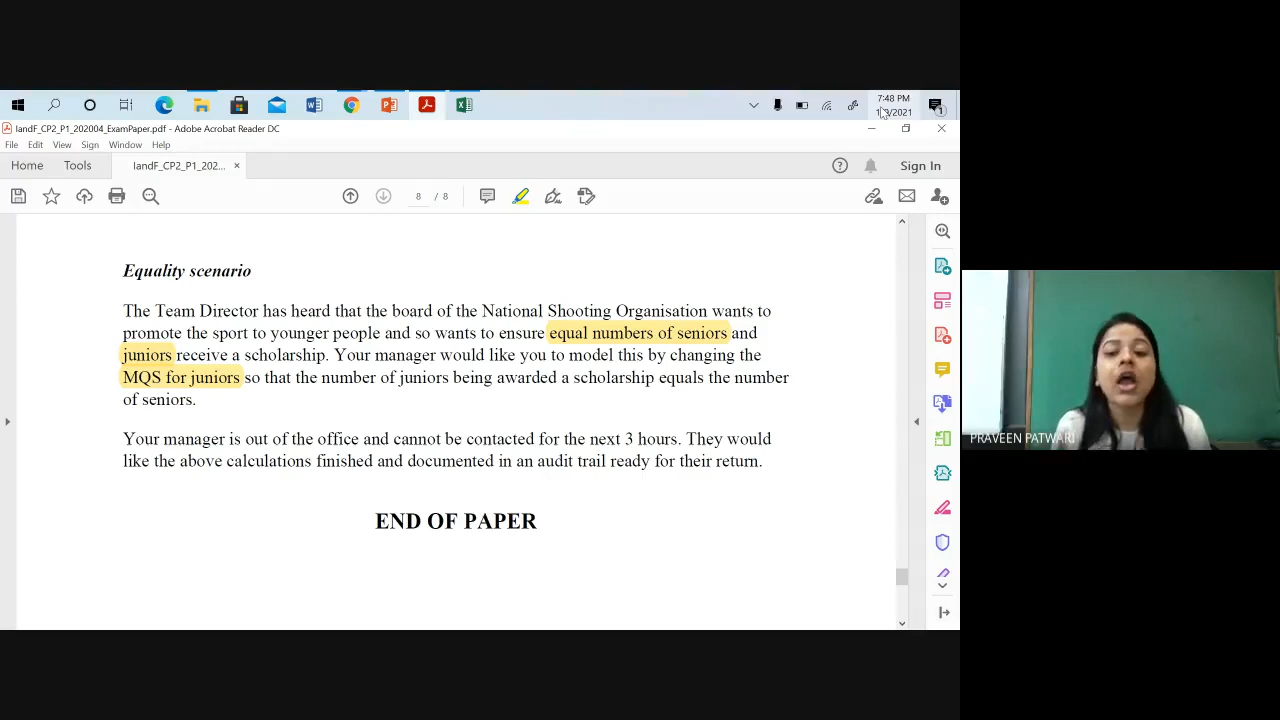 7:48 PM
1/3/2021
1
IandF_CP2_P1_202004_ExamPaper.pdf - Adobe Acrobat Reader DC
File Edit View Sign Window Help
Home Tools IandF_CP2_P1_202... × Sign In
8 / 8
Equality scenario
The Team Director has heard that the board of the National Shooting Organisation wants to
promote the sport to younger people and so wants to ensure equal numbers of seniors and
juniors receive a scholarship. Your manager would like you to model this by changing the
MQS for juniors so that the number of juniors being awarded a scholarship equals the number
of seniors.
Your manager is out of the office and cannot be contacted for the next 3 hours. They would
like the above calculations finished and documented in an audit trail ready for their return.
END OF PAPER
PRAVEEN PATWARI